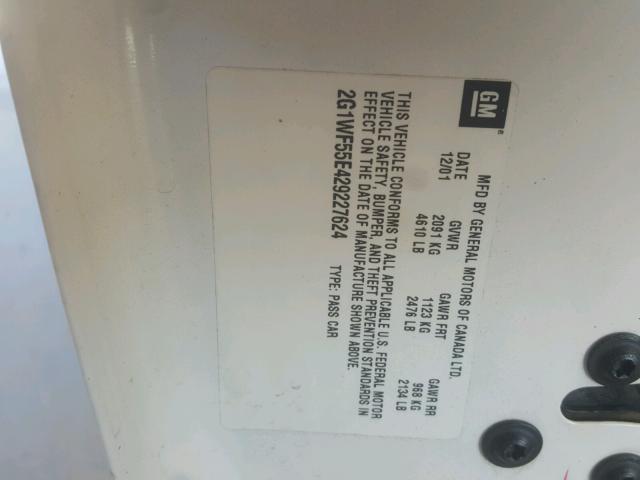 GM
®
MFD BY GENERAL MOTORS OF CANADA LTD.
DATE GVWR GAWR FRT GAWR RR
12/01 2091 KG 1123 KG 968 KG
4610 LB 2476 LB 2134 LB
THIS VEHICLE CONFORMS TO ALL APPLICABLE U.S. FEDERAL MOTOR
VEHICLE SAFETY, BUMPER, AND THEFT PREVENTION STANDARDS IN
EFFECT ON THE DATE OF MANUFACTURE SHOWN ABOVE.
2G1WF55E429227624 TYPE: PASS CAR